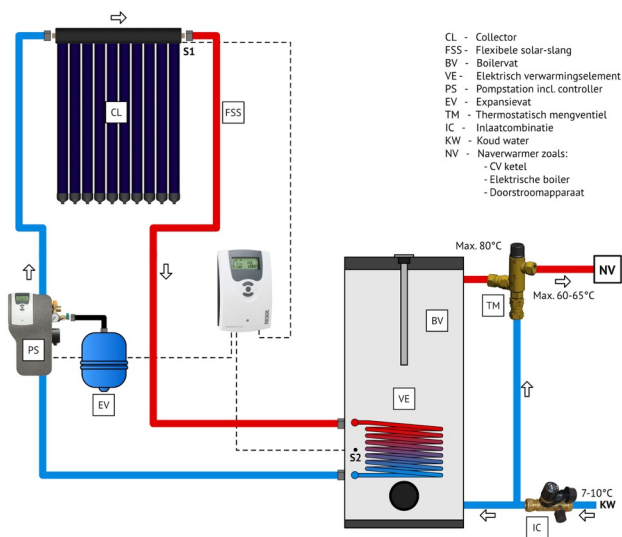 S1
CL
FSS
CL - Collector
FSS - Flexibele solar-slang
BV - Boilervat
VE - Elektrisch verwarmingselement
PS - Pompstation incl. controller
EV - Expansievat
TM - Thermostatisch mengventiel
IC - Inlaatcombinatie
KW - Koud water
NV - Naverwarmer zoals:
- CV ketel
- Elektrische boiler
- Doorstroomapparaat
Max. 80°C
NV
Max. 60-65°C
TM
BV
RESOL
PS
EV
VE
S2
7-10°C
KW
IC